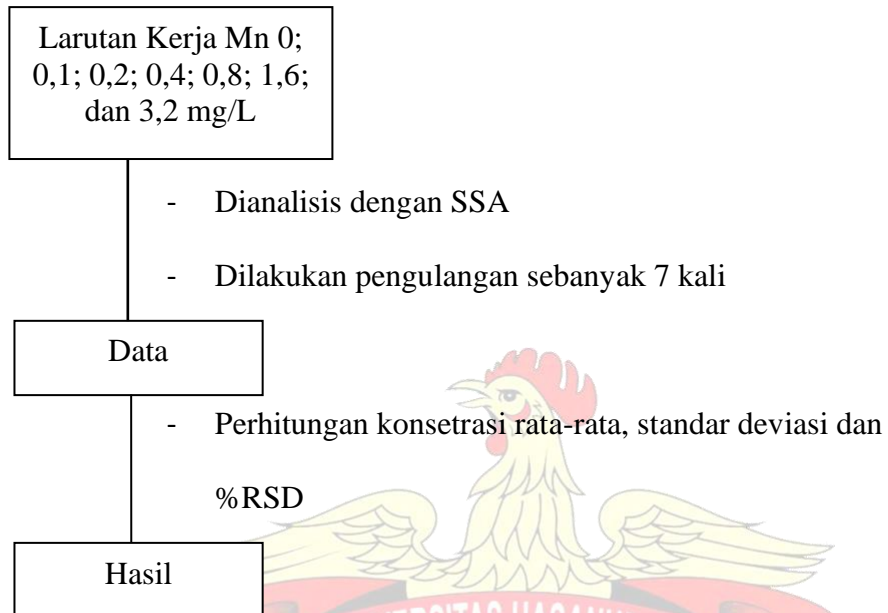 Larutan Kerja Mn 0;
0,1; 0,2; 0,4; 0,8; 1,6;
dan 3,2 mg/L
- Dianalisis dengan SSA
- Dilakukan pengulangan sebanyak 7 kali
Data
- Perhitungan konsetrasi rata-rata, standar deviasi dan
%RSD
Hasil